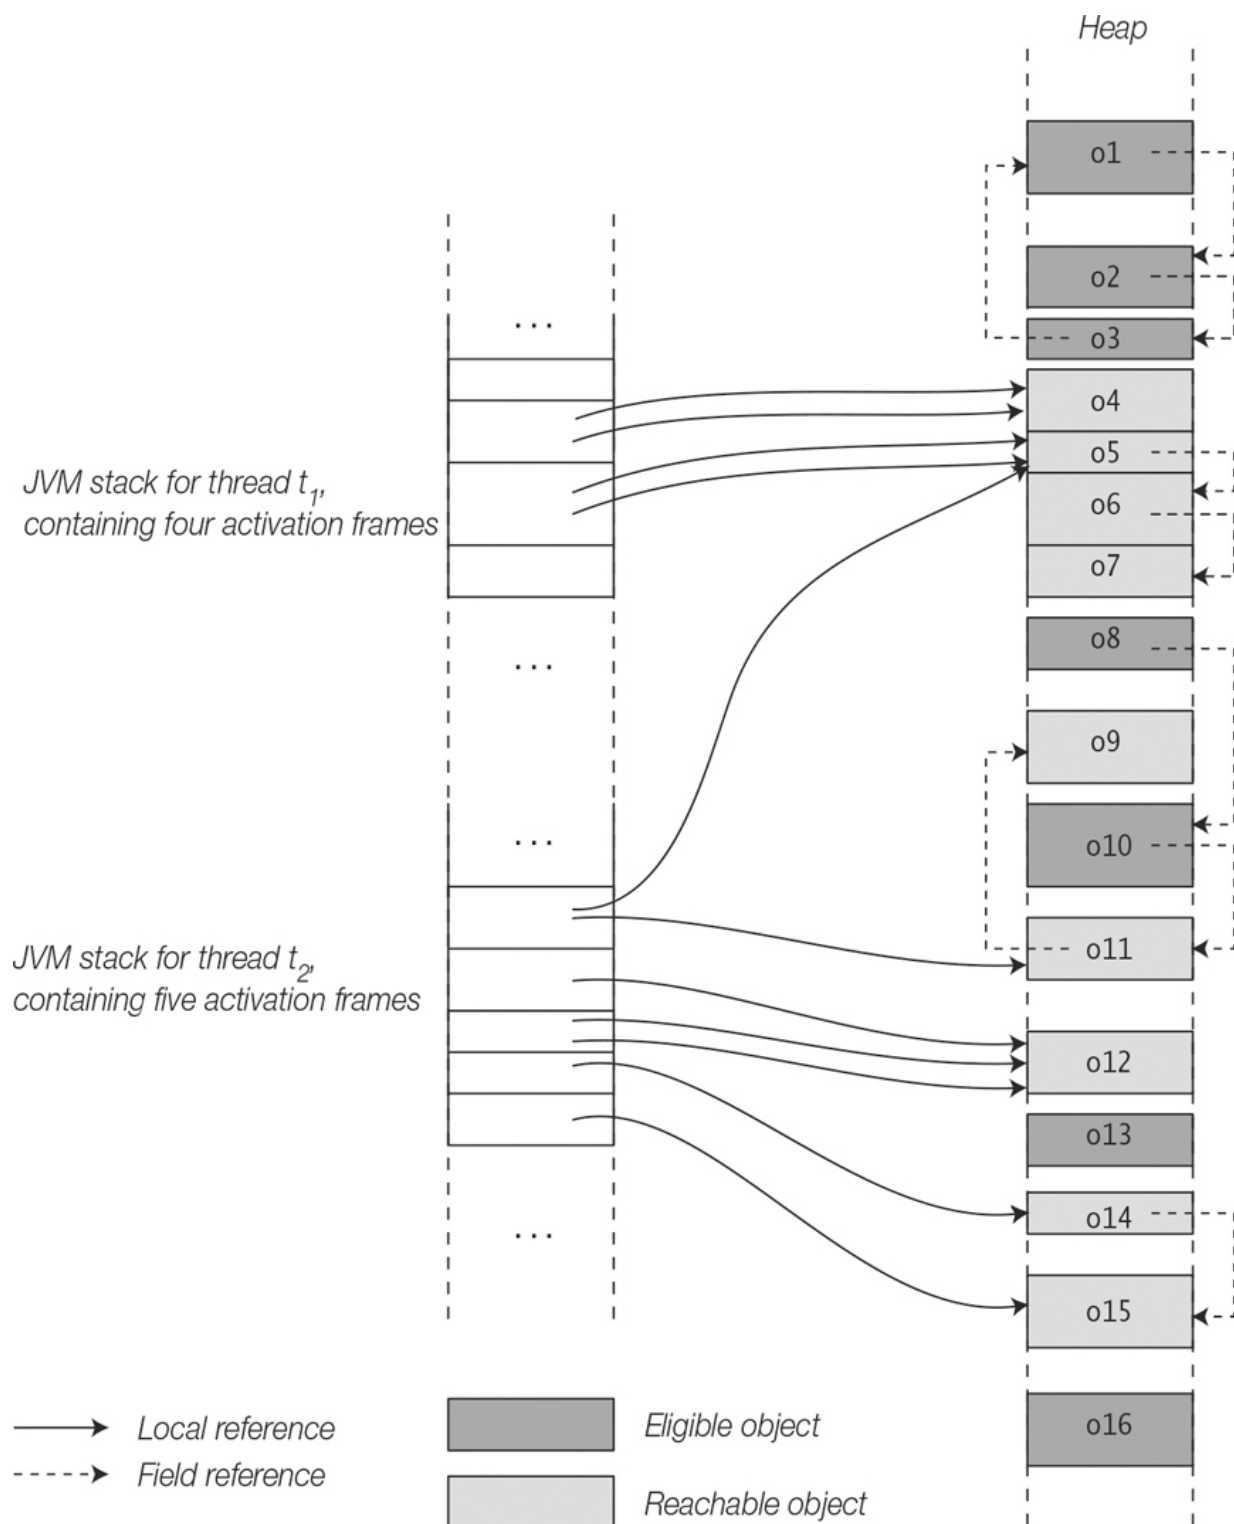 Heap
o1
o2
o3
...
o4
o5
o6
o7
JVM stack for thread t1,
containing four activation frames
o8
...
o9
...
o10
o11
JVM stack for thread t2,
containing five activation frames
o12
o13
o14
...
o15
o16
Local reference
Field reference
Eligible object
Reachable object